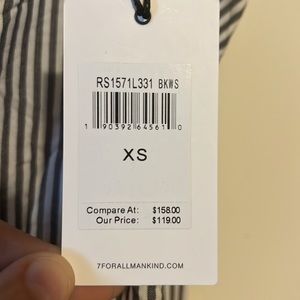 RS1571L331 BKWS
1 90392 64561 0
XS
Compare At: $158.00
Our Price: $119.00
7FORALLMANKIND.COM